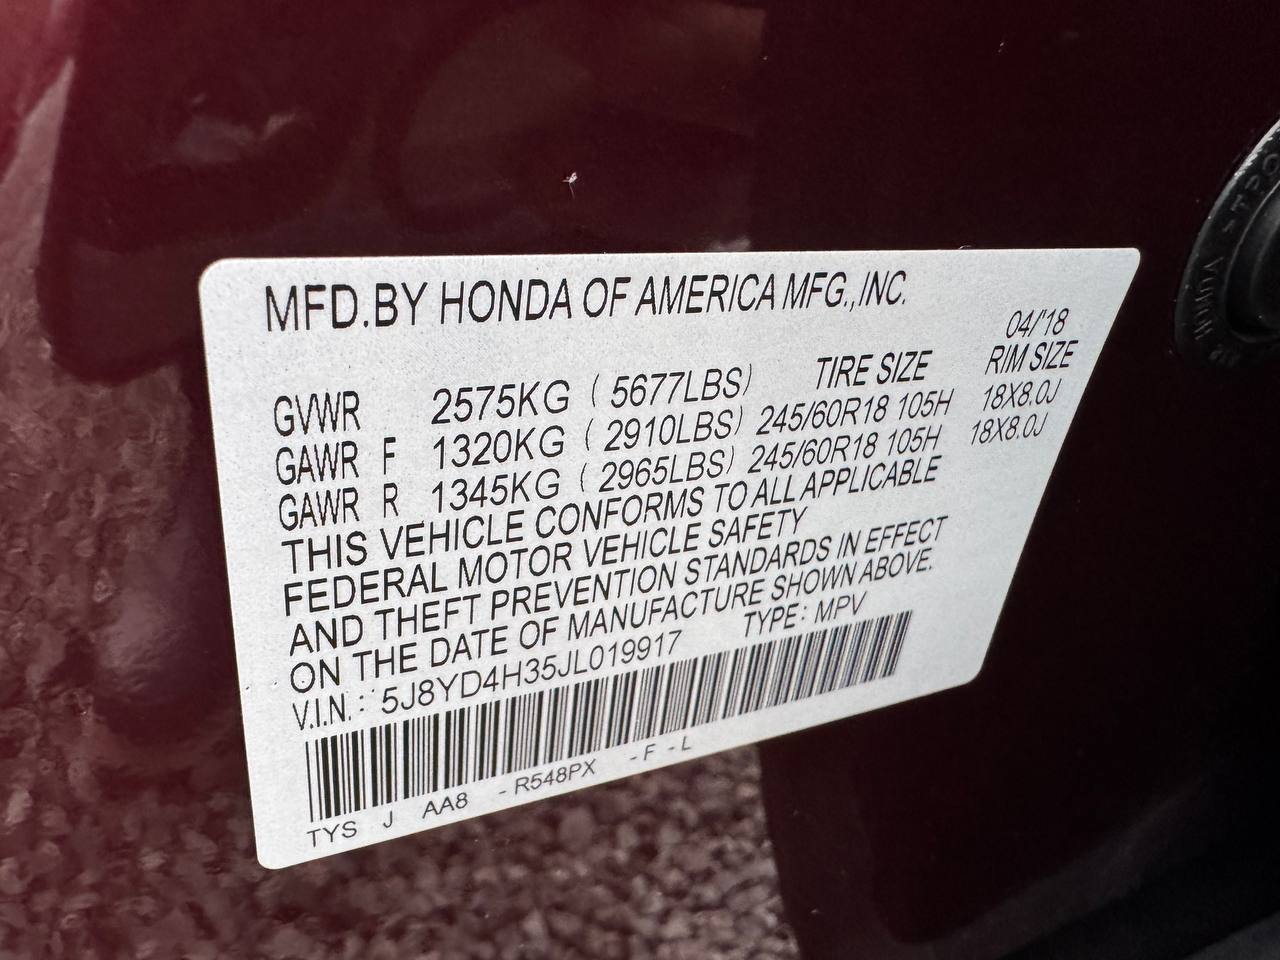 MFD.BY HONDA OF AMERICA MFG.,INC.
04/'18
TIRE SIZE RIM SIZE
GVWR 2575KG ( 5677LBS)
GAWR F 1320KG ( 2910LBS) 245/60R18 105H 18X8.0J
GAWR R 1345KG ( 2965LBS) 245/60R18 105H 18X8.0J
THIS VEHICLE CONFORMS TO ALL APPLICABLE
FEDERAL MOTOR VEHICLE SAFETY
AND THEFT PREVENTION STANDARDS IN EFFECT
ON THE DATE OF MANUFACTURE SHOWN ABOVE.
V.I.N.: 5J8YD4H35JL019917 TYPE: MPV
TYS J AA8 -R548PX -F -L